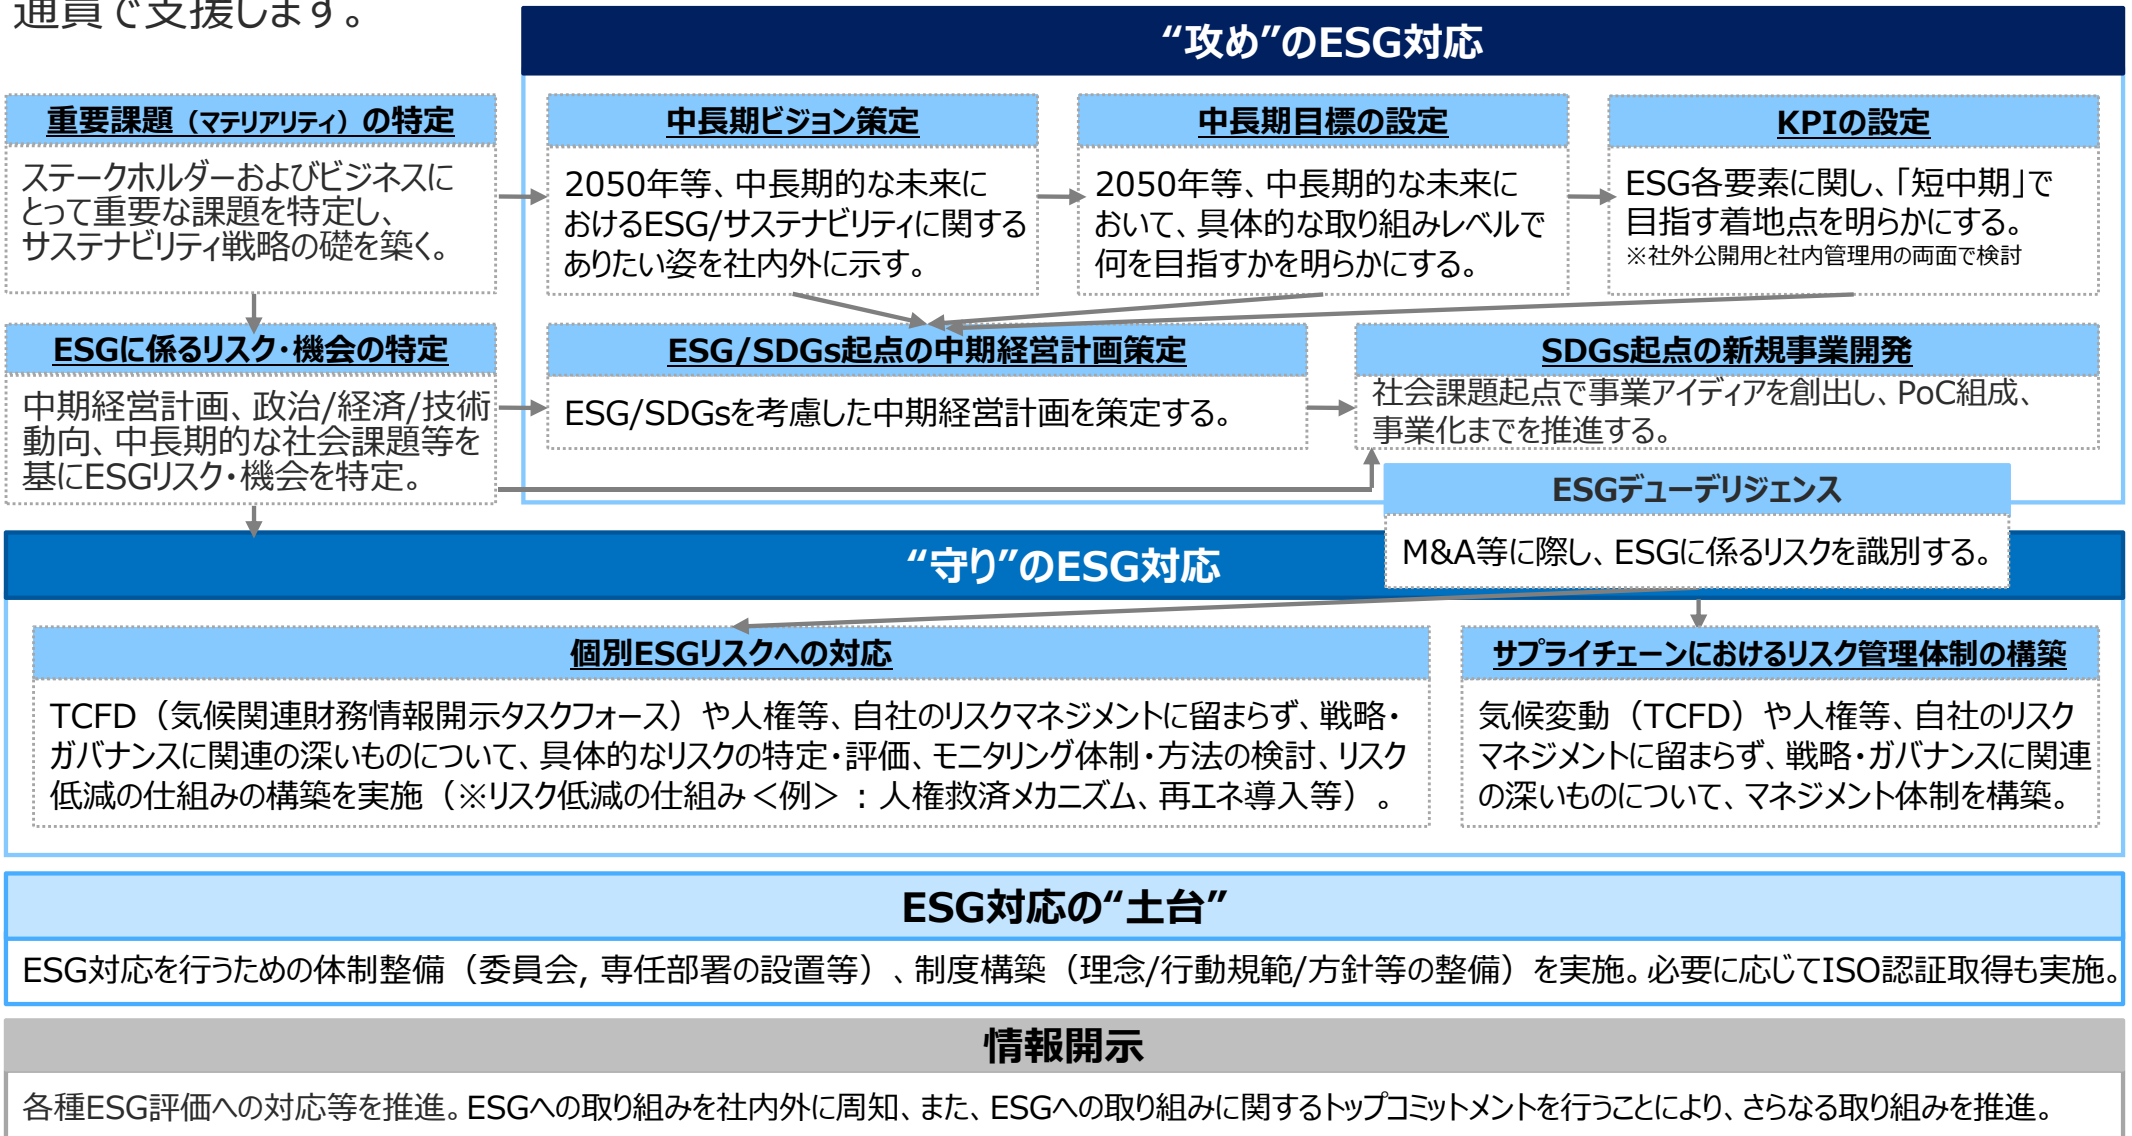 通貫で支援します。
“攻め”のESG対応
重要課題（マテリアリティ）の特定
ステークホルダーおよびビジネスに
とって重要な課題を特定し、
サステナビリティ戦略の礎を築く。
中長期ビジョン策定
2050年等、中長期的な未来に
おけるESG/サステナビリティに関する
ありたい姿を社内外に示す。
中長期目標の設定
2050年等、中長期的な未来に
おいて、具体的な取り組みレベルで
何を目指すかを明らかにする。
KPIの設定
ESG各要素に関し、「短中期」で
目指す着地点を明らかにする。
※社外公開用と社内管理用の両面で検討
ESGに係るリスク・機会の特定
中期経営計画、政治/経済/技術
動向、中長期的な社会課題等を
基にESGリスク・機会を特定。
ESG/SDGs起点の中期経営計画策定
ESG/SDGsを考慮した中期経営計画を策定する。
SDGs起点の新規事業開発
社会課題起点で事業アイディアを創出し、PoC組成、
事業化までを推進する。
ESGデューデリジェンス
M&A等に際し、ESGに係るリスクを識別する。
“守り”のESG対応
個別ESGリスクへの対応
TCFD（気候関連財務情報開示タスクフォース）や人権等、自社のリスクマネジメントに留まらず、戦略・
ガバナンスに関連の深いものについて、具体的なリスクの特定・評価、モニタリング体制・方法の検討、リスク
低減の仕組みの構築を実施（※リスク低減の仕組み＜例＞：人権救済メカニズム、再エネ導入等）。
サプライチェーンにおけるリスク管理体制の構築
気候変動（TCFD）や人権等、自社のリスク
マネジメントに留まらず、戦略・ガバナンスに関連
の深いものについて、マネジメント体制を構築。
ESG対応の“土台”
ESG対応を行うための体制整備（委員会, 専任部署の設置等）、制度構築（理念/行動規範/方針等の整備）を実施。必要に応じてISO認証取得も実施。
情報開示
各種ESG評価への対応等を推進。ESGへの取り組みを社内外に周知、また、ESGへの取り組みに関するトップコミットメントを行うことにより、さらなる取り組みを推進。